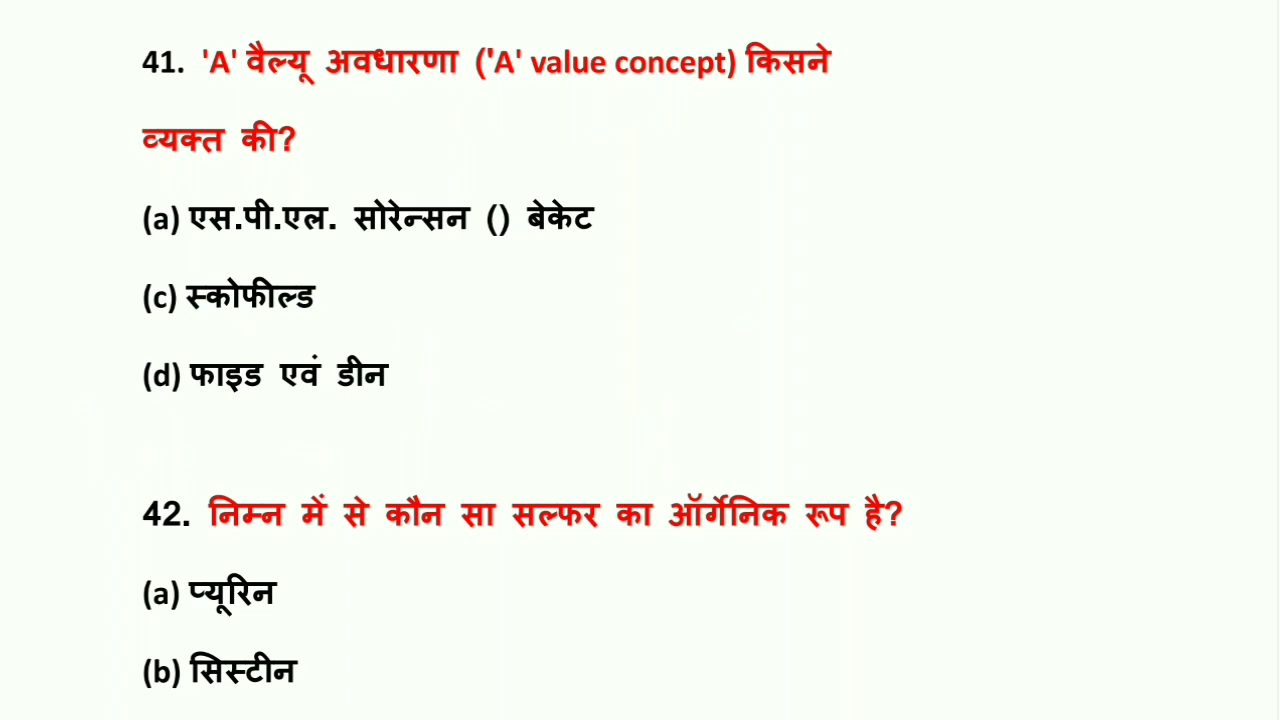 41. 'A' वैल्यू अवधारणा ('A' value concept) किसने
व्यक्त की?
(a) एस.पी.एल. सोरेन्सन () बेकेट
(c) स्कोफील्ड
(d) फाइड एवं डीन
42. निम्न में से कौन सा सल्फर का ऑर्गेनिक रूप है?
(a) प्यूरिन
(b) सिस्टीन